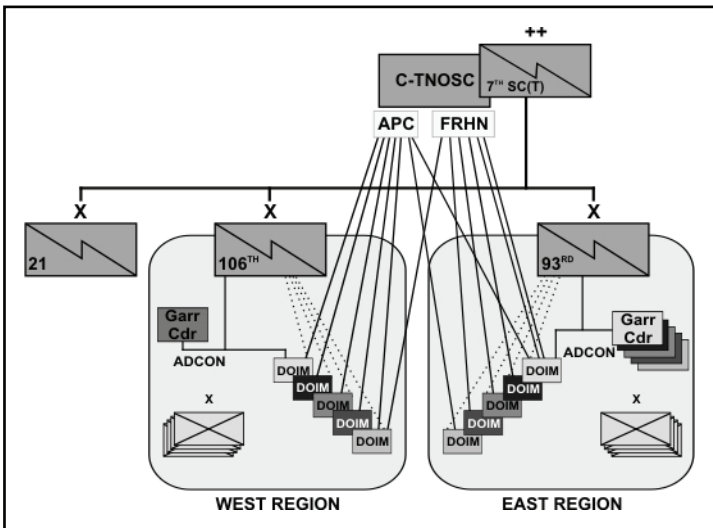 ++
C-TNOSC
7TH SC(T)
APC
FRHN
X
X
X
21
106TH
93RD
Garr
Cdr
ADCON
Garr
Cdr
ADCON
DOIM
DOIM
DOIM
DOIM
DOIM
DOIM
DOIM
DOIM
DOIM
DOIM
X
X
WEST REGION
EAST REGION